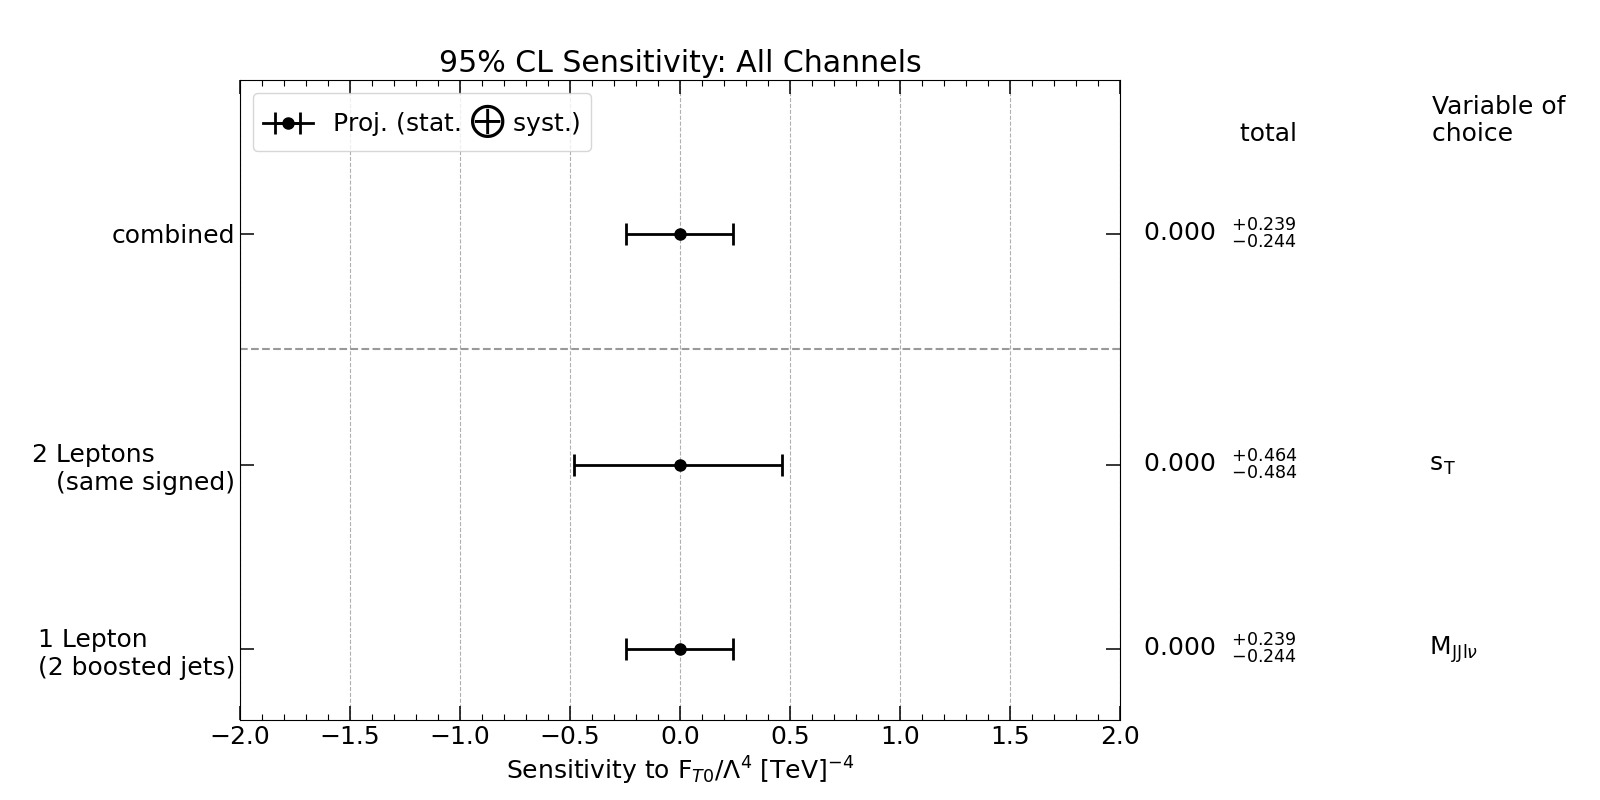 95% CL Sensitivity: All Channels
Proj. (stat. ⊕ syst.)
total
Variable of
choice
combined
0.000 +0.239
−0.244
2 Leptons
(same signed)
0.000 +0.464
−0.484
s_T
1 Lepton
(2 boosted jets)
0.000 +0.239
−0.244
M_JJlν
−2.0 −1.5 −1.0 −0.5 0.0 0.5 1.0 1.5 2.0
Sensitivity to F_T0/Λ⁴ [TeV]⁻⁴